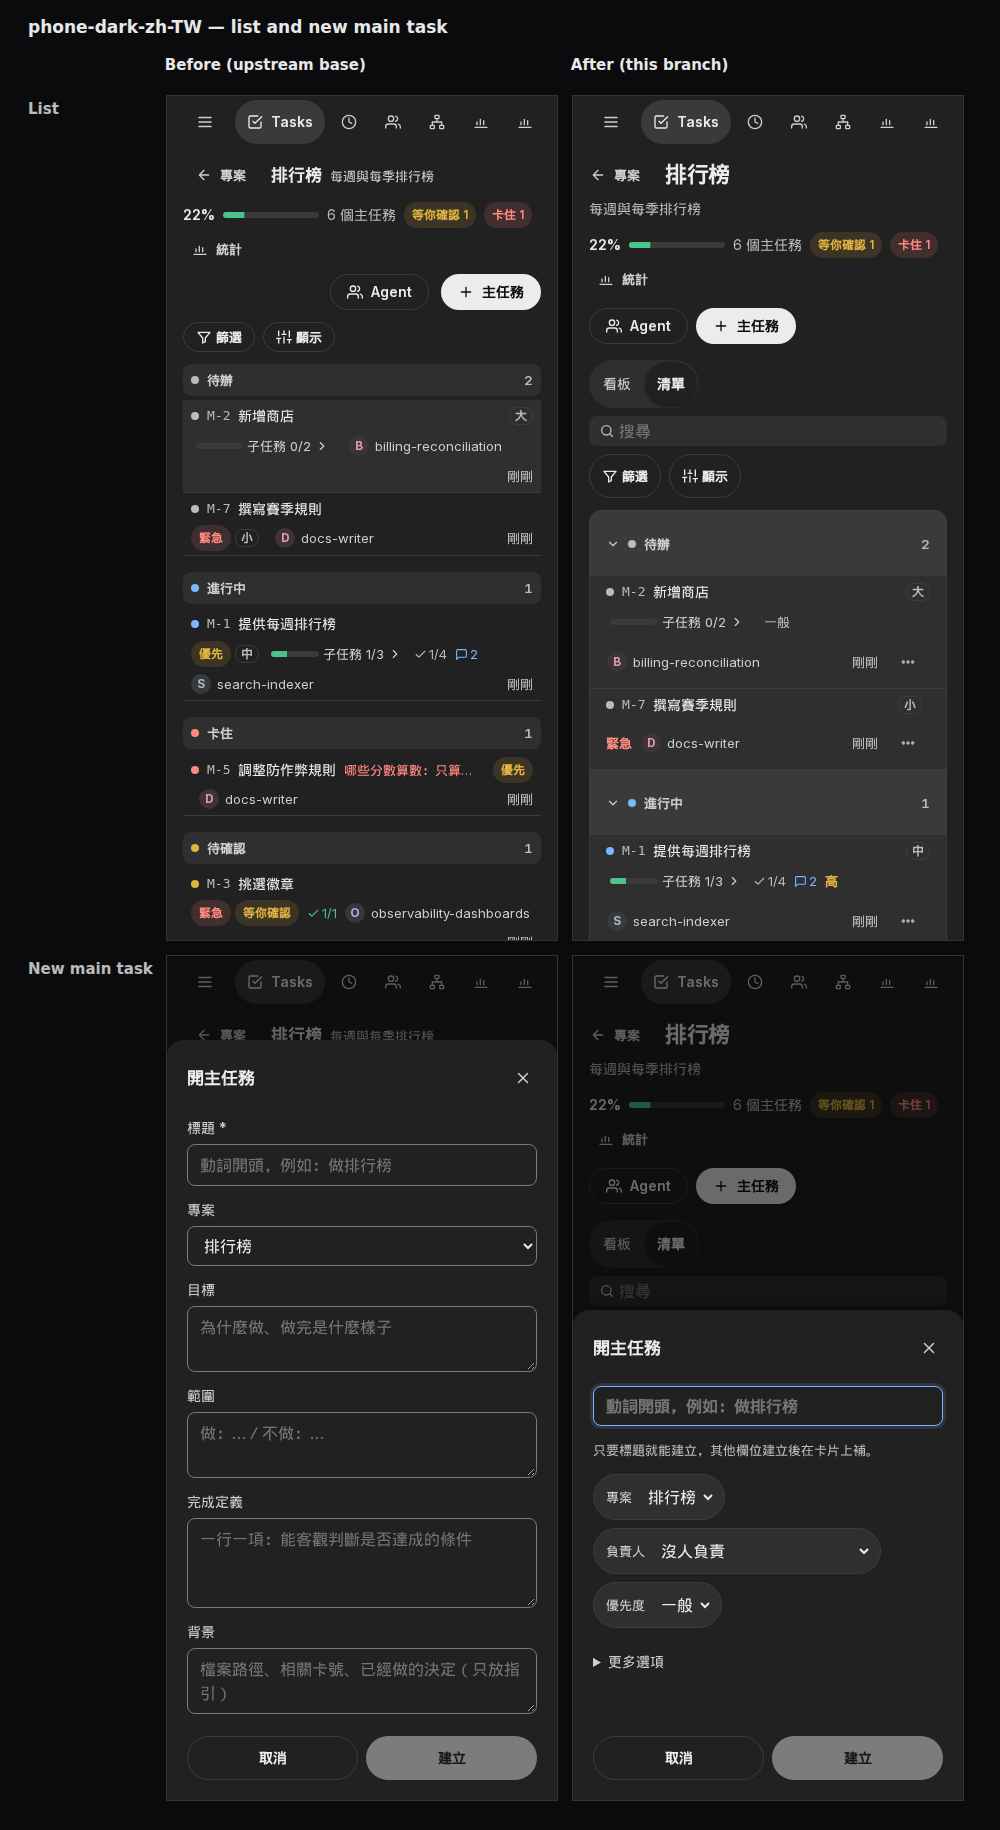 phone-dark-zh-TW — list and new main task
Before (upstream base)
After (this branch)
List
Tasks
專案 排行榜 每週與每季排行榜
22% 6 個主任務 等你確認 1 卡住 1
統計
Agent 主任務
篩選 顯示
待辦 2
M-2 新增商店 大
子任務 0/2 B billing-reconciliation
剛剛
M-7 撰寫賽季規則
緊急 小 D docs-writer 剛剛
進行中 1
M-1 提供每週排行榜
優先 中 子任務 1/3 1/4 2
S search-indexer 剛剛
卡住 1
M-5 調整防作弊規則 哪些分數算數：只算… 優先
D docs-writer 剛剛
待確認 1
M-3 挑選徽章
緊急 等你確認 1/1 O observability-dashboards
Tasks
專案 排行榜
每週與每季排行榜
22% 6 個主任務 等你確認 1 卡住 1
統計
Agent 主任務
看板 清單
搜尋
篩選 顯示
待辦 2
M-2 新增商店 大
子任務 0/2 一般
B billing-reconciliation 剛剛
M-7 撰寫賽季規則 小
緊急 D docs-writer 剛剛
進行中 1
M-1 提供每週排行榜 中
子任務 1/3 1/4 2 高
S search-indexer 剛剛
New main task
Tasks
專案 排行榜 每週與每季排行榜
開主任務
標題 *
動詞開頭，例如：做排行榜
專案
排行榜
目標
為什麼做、做完是什麼樣子
範圍
做：… / 不做：…
完成定義
一行一項：能客觀判斷是否達成的條件
背景
檔案路徑、相關卡號、已經做的決定（只放指
引）
取消 建立
Tasks
專案 排行榜
每週與每季排行榜
22% 6 個主任務 等你確認 1 卡住 1
統計
Agent 主任務
看板 清單
搜尋
開主任務
動詞開頭，例如：做排行榜
只要標題就能建立，其他欄位建立後在卡片上補。
專案 排行榜
負責人 沒人負責
優先度 一般
更多選項
取消 建立